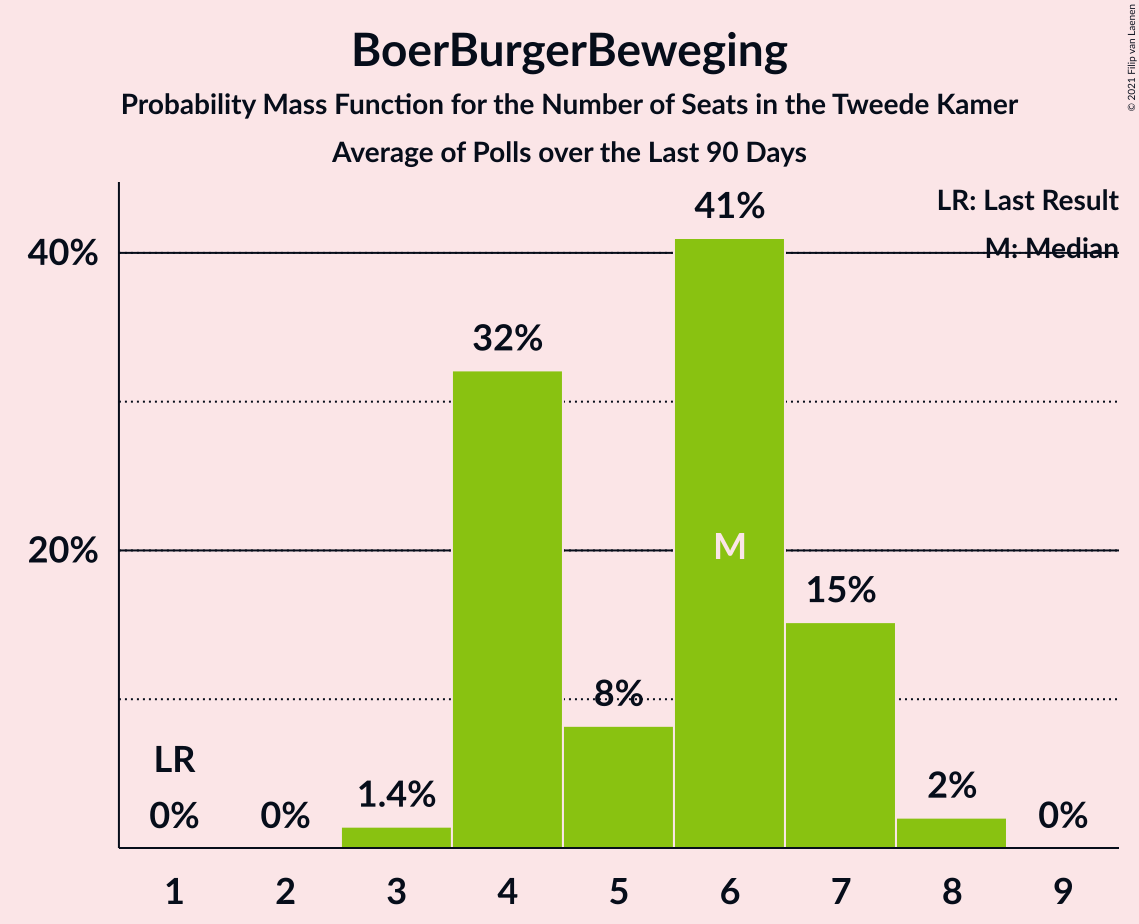 BoerBurgerBeweging
Probability Mass Function for the Number of Seats in the Tweede Kamer
Average of Polls over the Last 90 Days
© 2021 Filip van Laenen
LR: Last Result
M: Median
40%
20%
LR
0%
0%
1.4%
32%
8%
41%
M
15%
2%
0%
1 2 3 4 5 6 7 8 9